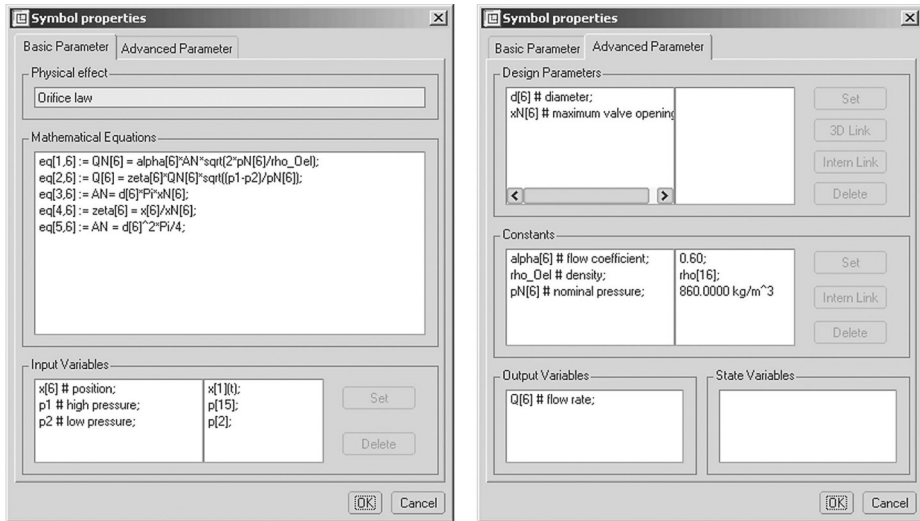 Symbol properties
Basic Parameter
Advanced Parameter
Physical effect
Orifice law
Mathematical Equations
eq[1,6] := QN[6] = alpha[6]*AN*sqrt(2*pN[6]/rho_Oel);
eq[2,6] := Q[6] = zeta[6]*QN[6]*sqrt((p1-p2)/pN[6]);
eq[3,6] := AN= d[6]*Pi*xN[6];
eq[4,6] := zeta[6] = x[6]/xN[6];
eq[5,6] := AN = d[6]^2*Pi/4;
Input Variables
x[6] # position;
p1 # high pressure;
p2 # low pressure;
x[1](t);
p[15];
p[2];
Set
Delete
OK
Cancel
Symbol properties
Basic Parameter
Advanced Parameter
Design Parameters
d[6] # diameter;
xN[6] # maximum valve opening
Set
3D Link
Intern Link
Delete
Constants
alpha[6] # flow coefficient;
rho_Oel # density;
pN[6] # nominal pressure;
0.60;
rho[16];
860.0000 kg/m^3
Set
Intern Link
Delete
Output Variables
Q[6] # flow rate;
State Variables
OK
Cancel